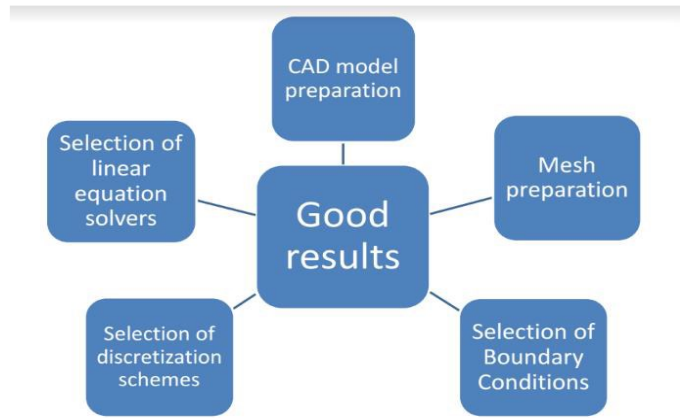 CAD model
preparation
Selection of
linear
equation
solvers
Mesh
preparation
Good
results
Selection of
discretization
schemes
Selection of
Boundary
Conditions